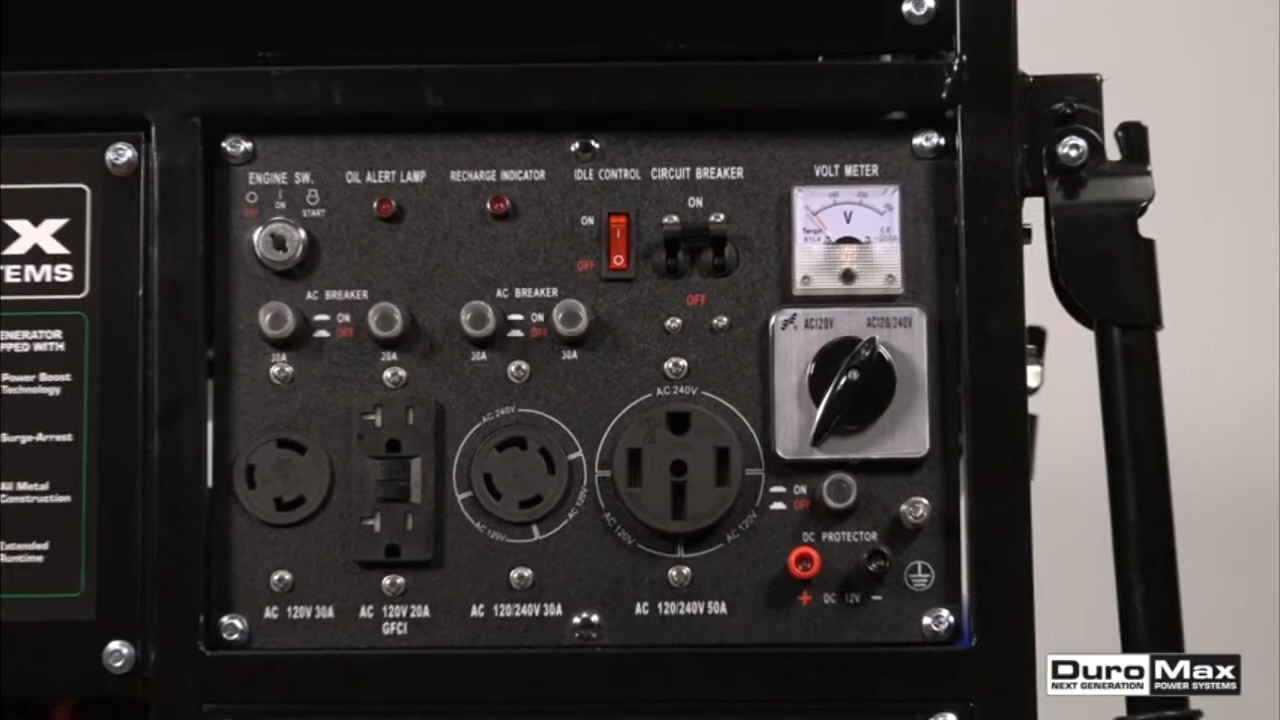 X
TEMS
ENERATOR
PPED WITH
Power Boost
Technology
Surge-Arrest
All Metal
Construction
Extended
Runtime
ENGINE SW.
OFF
ON
START
OIL ALERT LAMP
RECHARGE INDICATOR
IDLE CONTROL
ON
I
O
OFF
CIRCUIT BREAKER
ON
OFF
VOLT METER
V
AC BREAKER
ON
OFF
30A
20A
AC BREAKER
ON
OFF
30A
30A
AC120V
AC120/240V
AC 240V
AC 120V
AC 120V
AC 240V
AC 120V
AC 120V
ON
OFF
DC PROTECTOR
+ DC 12V −
AC 120V 30A
AC 120V 20A
GFCI
AC 120/240V 30A
AC 120/240V 50A
DuroMax
NEXT GENERATION POWER SYSTEMS